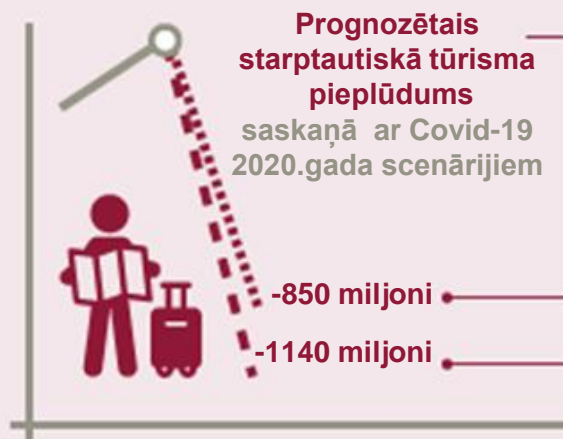 Prognozētais
starptautiskā tūrisma
pieplūdums
saskaņā ar Covid-19
2020.gada scenārijiem
-850 miljoni
-1140 miljoni